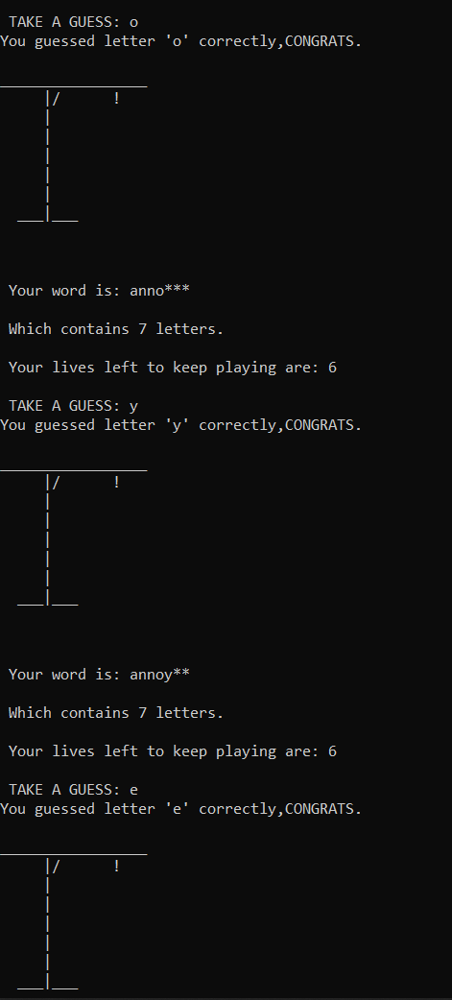 TAKE A GUESS: o
You guessed letter 'o' correctly,CONGRATS.
_________________
     |/      !
     |
     |
     |
     |
     |
  ___|___
Your word is: anno***
Which contains 7 letters.
Your lives left to keep playing are: 6
TAKE A GUESS: y
You guessed letter 'y' correctly,CONGRATS.
_________________
     |/      !
     |
     |
     |
     |
     |
  ___|___
Your word is: annoy**
Which contains 7 letters.
Your lives left to keep playing are: 6
TAKE A GUESS: e
You guessed letter 'e' correctly,CONGRATS.
_________________
     |/      !
     |
     |
     |
     |
     |
  ___|___